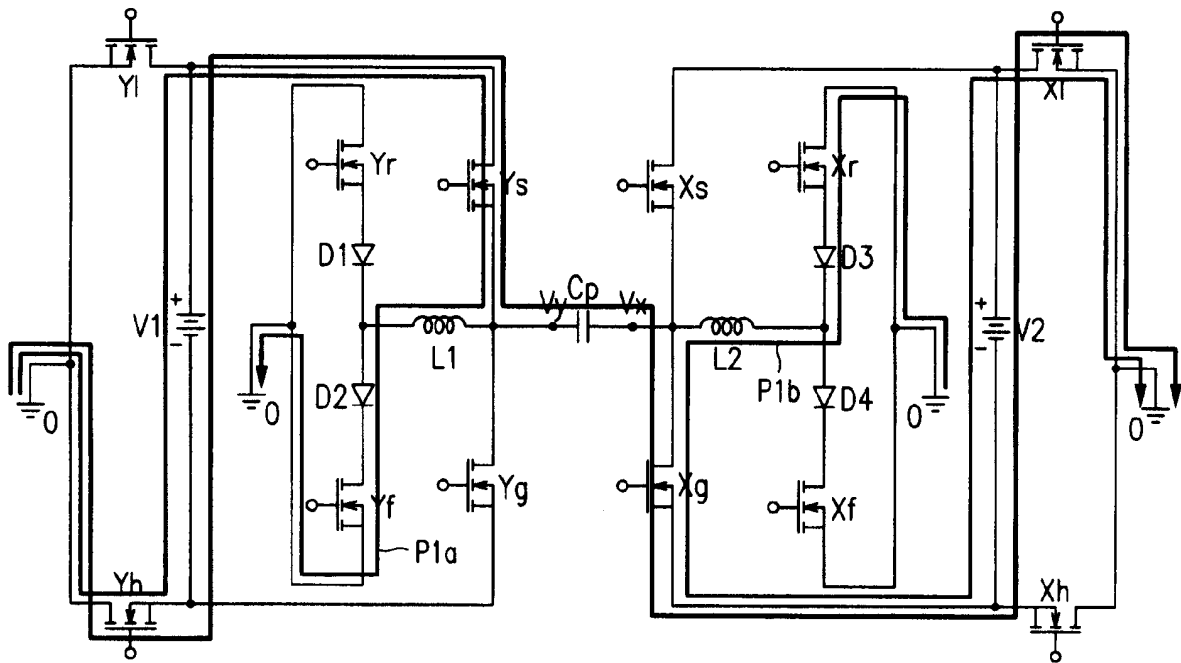 Yl
Xl
Yr
Ys
Xs
Xr
D1
D3
+
V1
-
Vy
Cp
Vx
+
V2
-
L1
L2
P1b
D2
D4
0
0
0
0
Yg
Xg
Yf
Xf
P1a
Yh
Xh